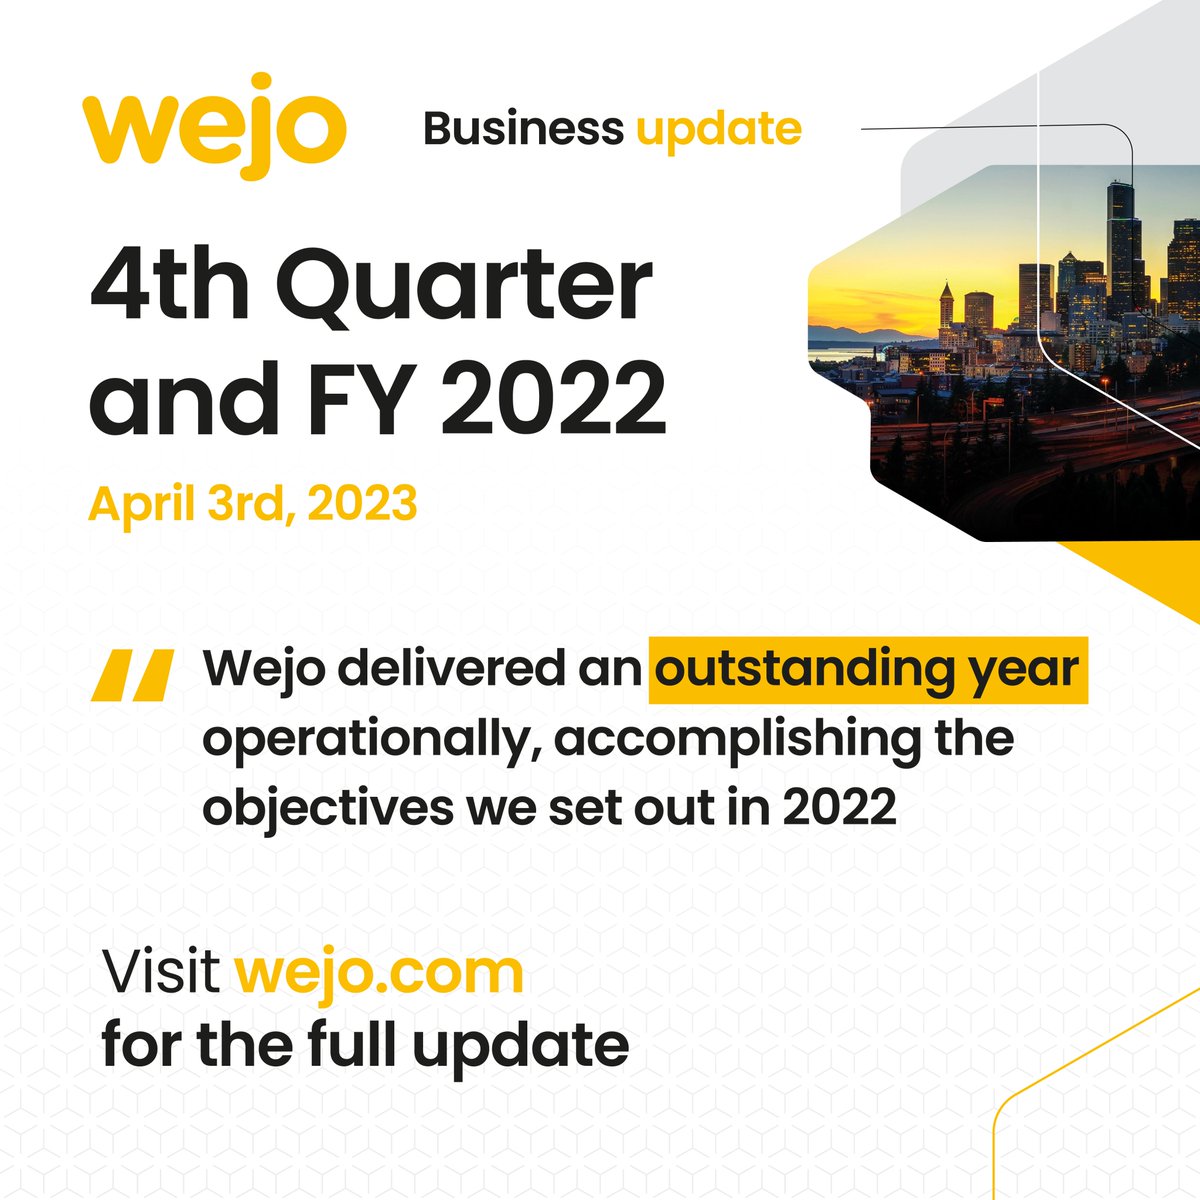 wejo
Business update
4th Quarter
and FY 2022
April 3rd, 2023
" Wejo delivered an outstanding year
operationally, accomplishing the
objectives we set out in 2022
Visit wejo.com
for the full update